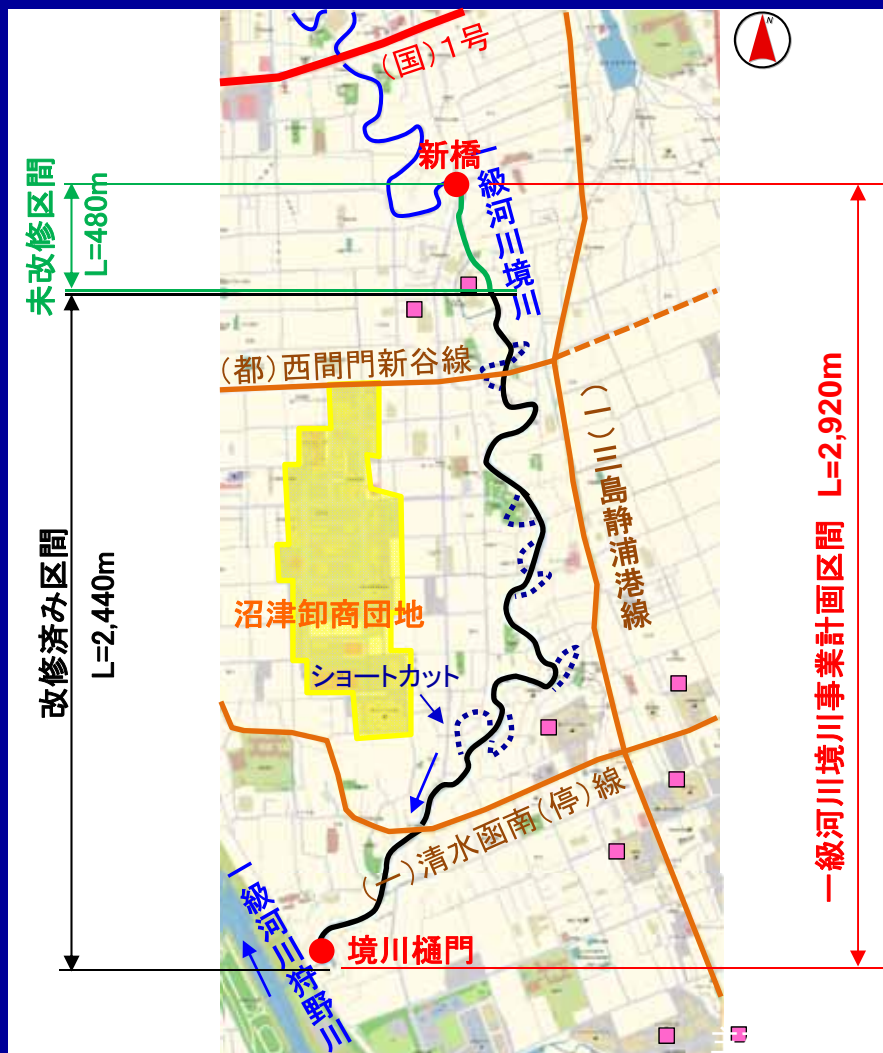 N
(国)1号
新橋
一級河川境川
未改修区間
L=480m
(都)西間門新谷線
(一)三島静浦港線
一級河川境川事業計画区間 L=2,920m
改修済み区間
L=2,440m
沼津卸商団地
ショートカット
(一)清水函南(停)線
一級河川狩野川
境川樋門